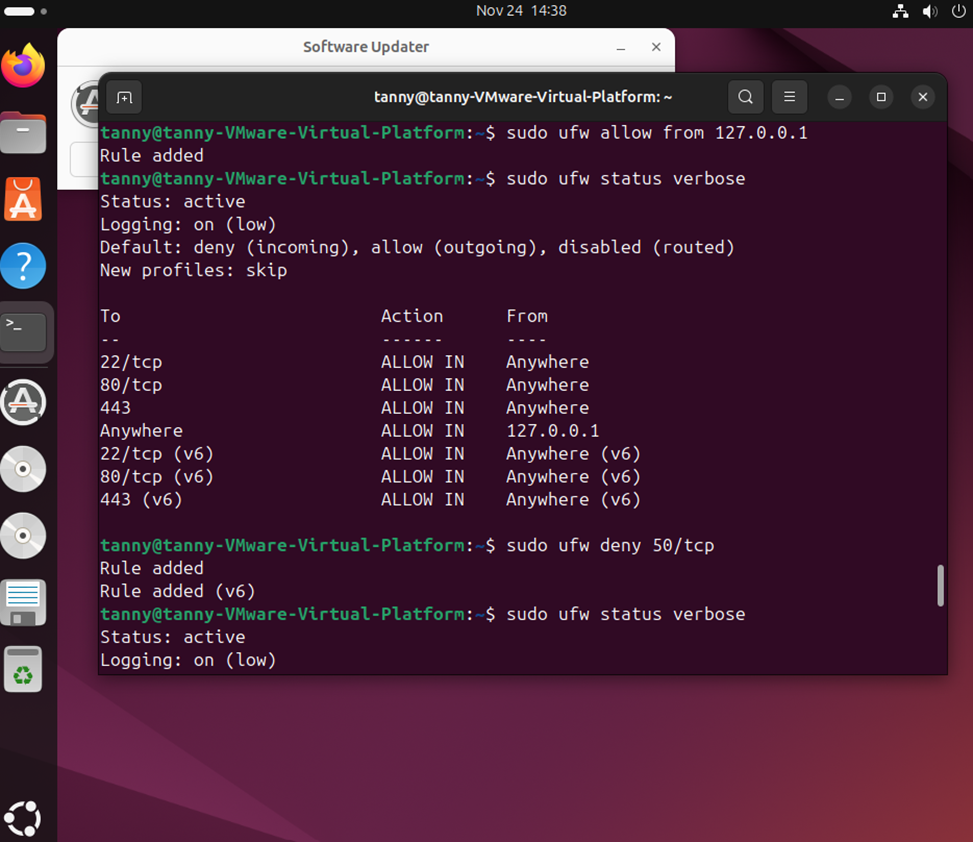 Nov 24 14:38
Software Updater
tanny@tanny-VMware-Virtual-Platform: ~
tanny@tanny-VMware-Virtual-Platform:~$ sudo ufw allow from 127.0.0.1
Rule added
tanny@tanny-VMware-Virtual-Platform:~$ sudo ufw status verbose
Status: active
Logging: on (low)
Default: deny (incoming), allow (outgoing), disabled (routed)
New profiles: skip
To Action From
-- ------ ----
22/tcp ALLOW IN Anywhere
80/tcp ALLOW IN Anywhere
443 ALLOW IN Anywhere
Anywhere ALLOW IN 127.0.0.1
22/tcp (v6) ALLOW IN Anywhere (v6)
80/tcp (v6) ALLOW IN Anywhere (v6)
443 (v6) ALLOW IN Anywhere (v6)
tanny@tanny-VMware-Virtual-Platform:~$ sudo ufw deny 50/tcp
Rule added
Rule added (v6)
tanny@tanny-VMware-Virtual-Platform:~$ sudo ufw status verbose
Status: active
Logging: on (low)